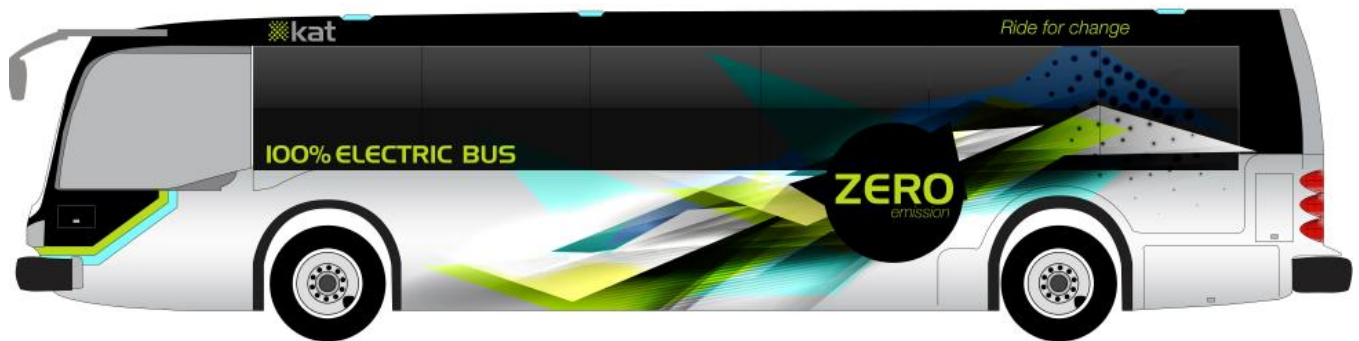 kat
Ride for change
100% ELECTRIC BUS
ZERO
emission